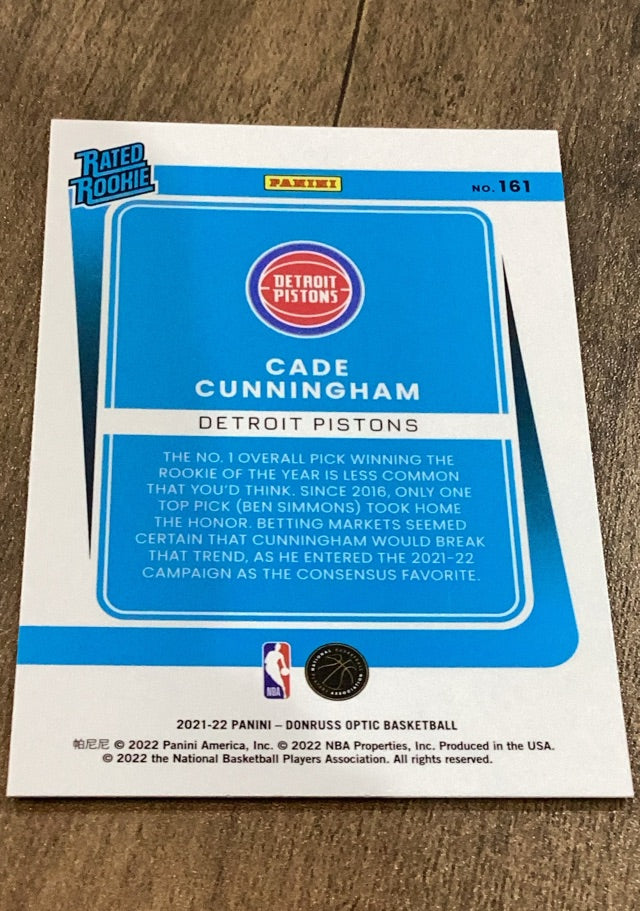 RATED
ROOKIE
PANINI
NO. 161
DETROIT
PISTONS
CADE
CUNNINGHAM
DETROIT PISTONS
THE NO. 1 OVERALL PICK WINNING THE
ROOKIE OF THE YEAR IS LESS COMMON
THAT YOU'D THINK. SINCE 2016, ONLY ONE
TOP PICK (BEN SIMMONS) TOOK HOME
THE HONOR. BETTING MARKETS SEEMED
CERTAIN THAT CUNNINGHAM WOULD BREAK
THAT TREND, AS HE ENTERED THE 2021-22
CAMPAIGN AS THE CONSENSUS FAVORITE.
NBA
NATIONAL BASKETBALL
ASSOCIATION
2021-22 PANINI – DONRUSS OPTIC BASKETBALL
帕尼尼 © 2022 Panini America, Inc. © 2022 NBA Properties, Inc. Produced in the USA.
© 2022 the National Basketball Players Association. All rights reserved.